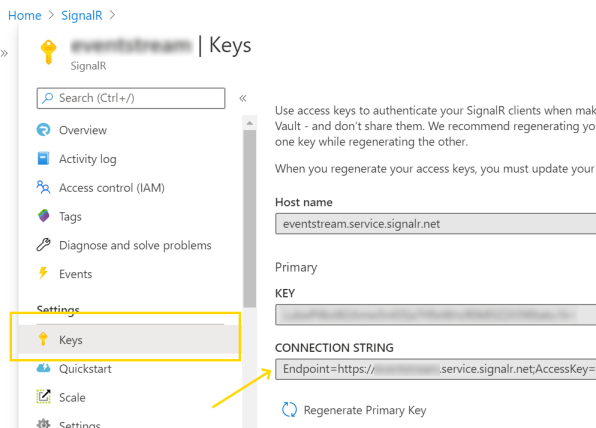 Home > SignalR >
| Keys
SignalR
Search (Ctrl+/)
Overview
Activity log
Access control (IAM)
Tags
Diagnose and solve problems
Events
Settings
Keys
Quickstart
Scale
Settings
Use access keys to authenticate your SignalR clients when mak
Vault - and don't share them. We recommend regenerating yo
one key while regenerating the other.
When you regenerate your access keys, you must update your
Host name
eventstream.service.signalr.net
Primary
KEY
CONNECTION STRING
Endpoint=https:// .service.signalr.net;AccessKey=
Regenerate Primary Key